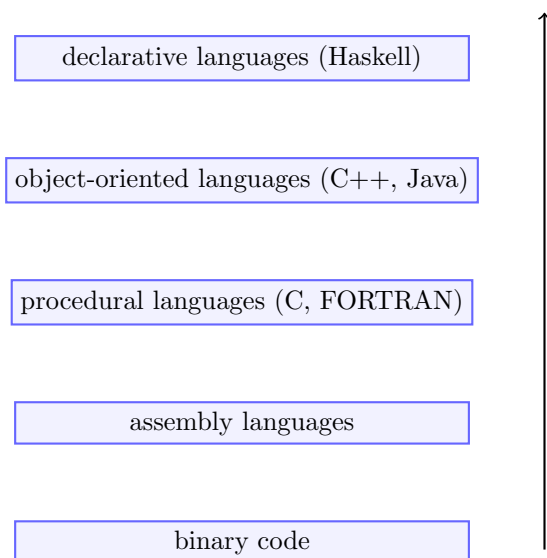 declarative languages (Haskell)
object-oriented languages (C++, Java)
procedural languages (C, FORTRAN)
assembly languages
binary code